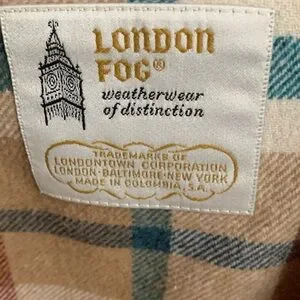 LONDON
FOG®
weatherwear
of distinction
TRADEMARKS OF
LONDONTOWN CORPORATION
LONDON·BALTIMORE·NEW YORK
MADE IN COLOMBIA, S.A.